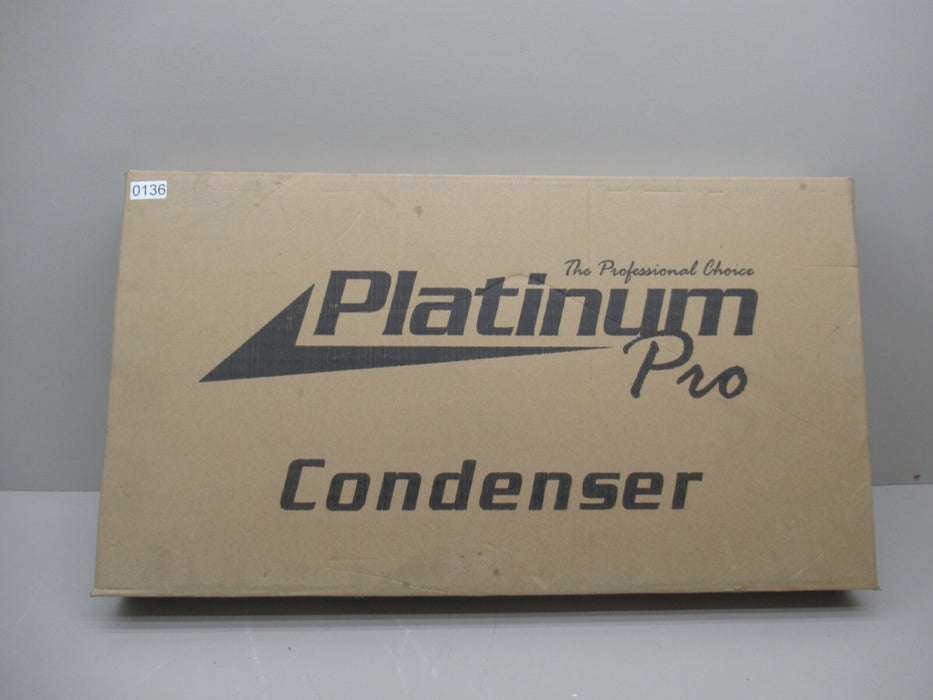 0136
The Professional Choice
Platinum
Pro
Condenser